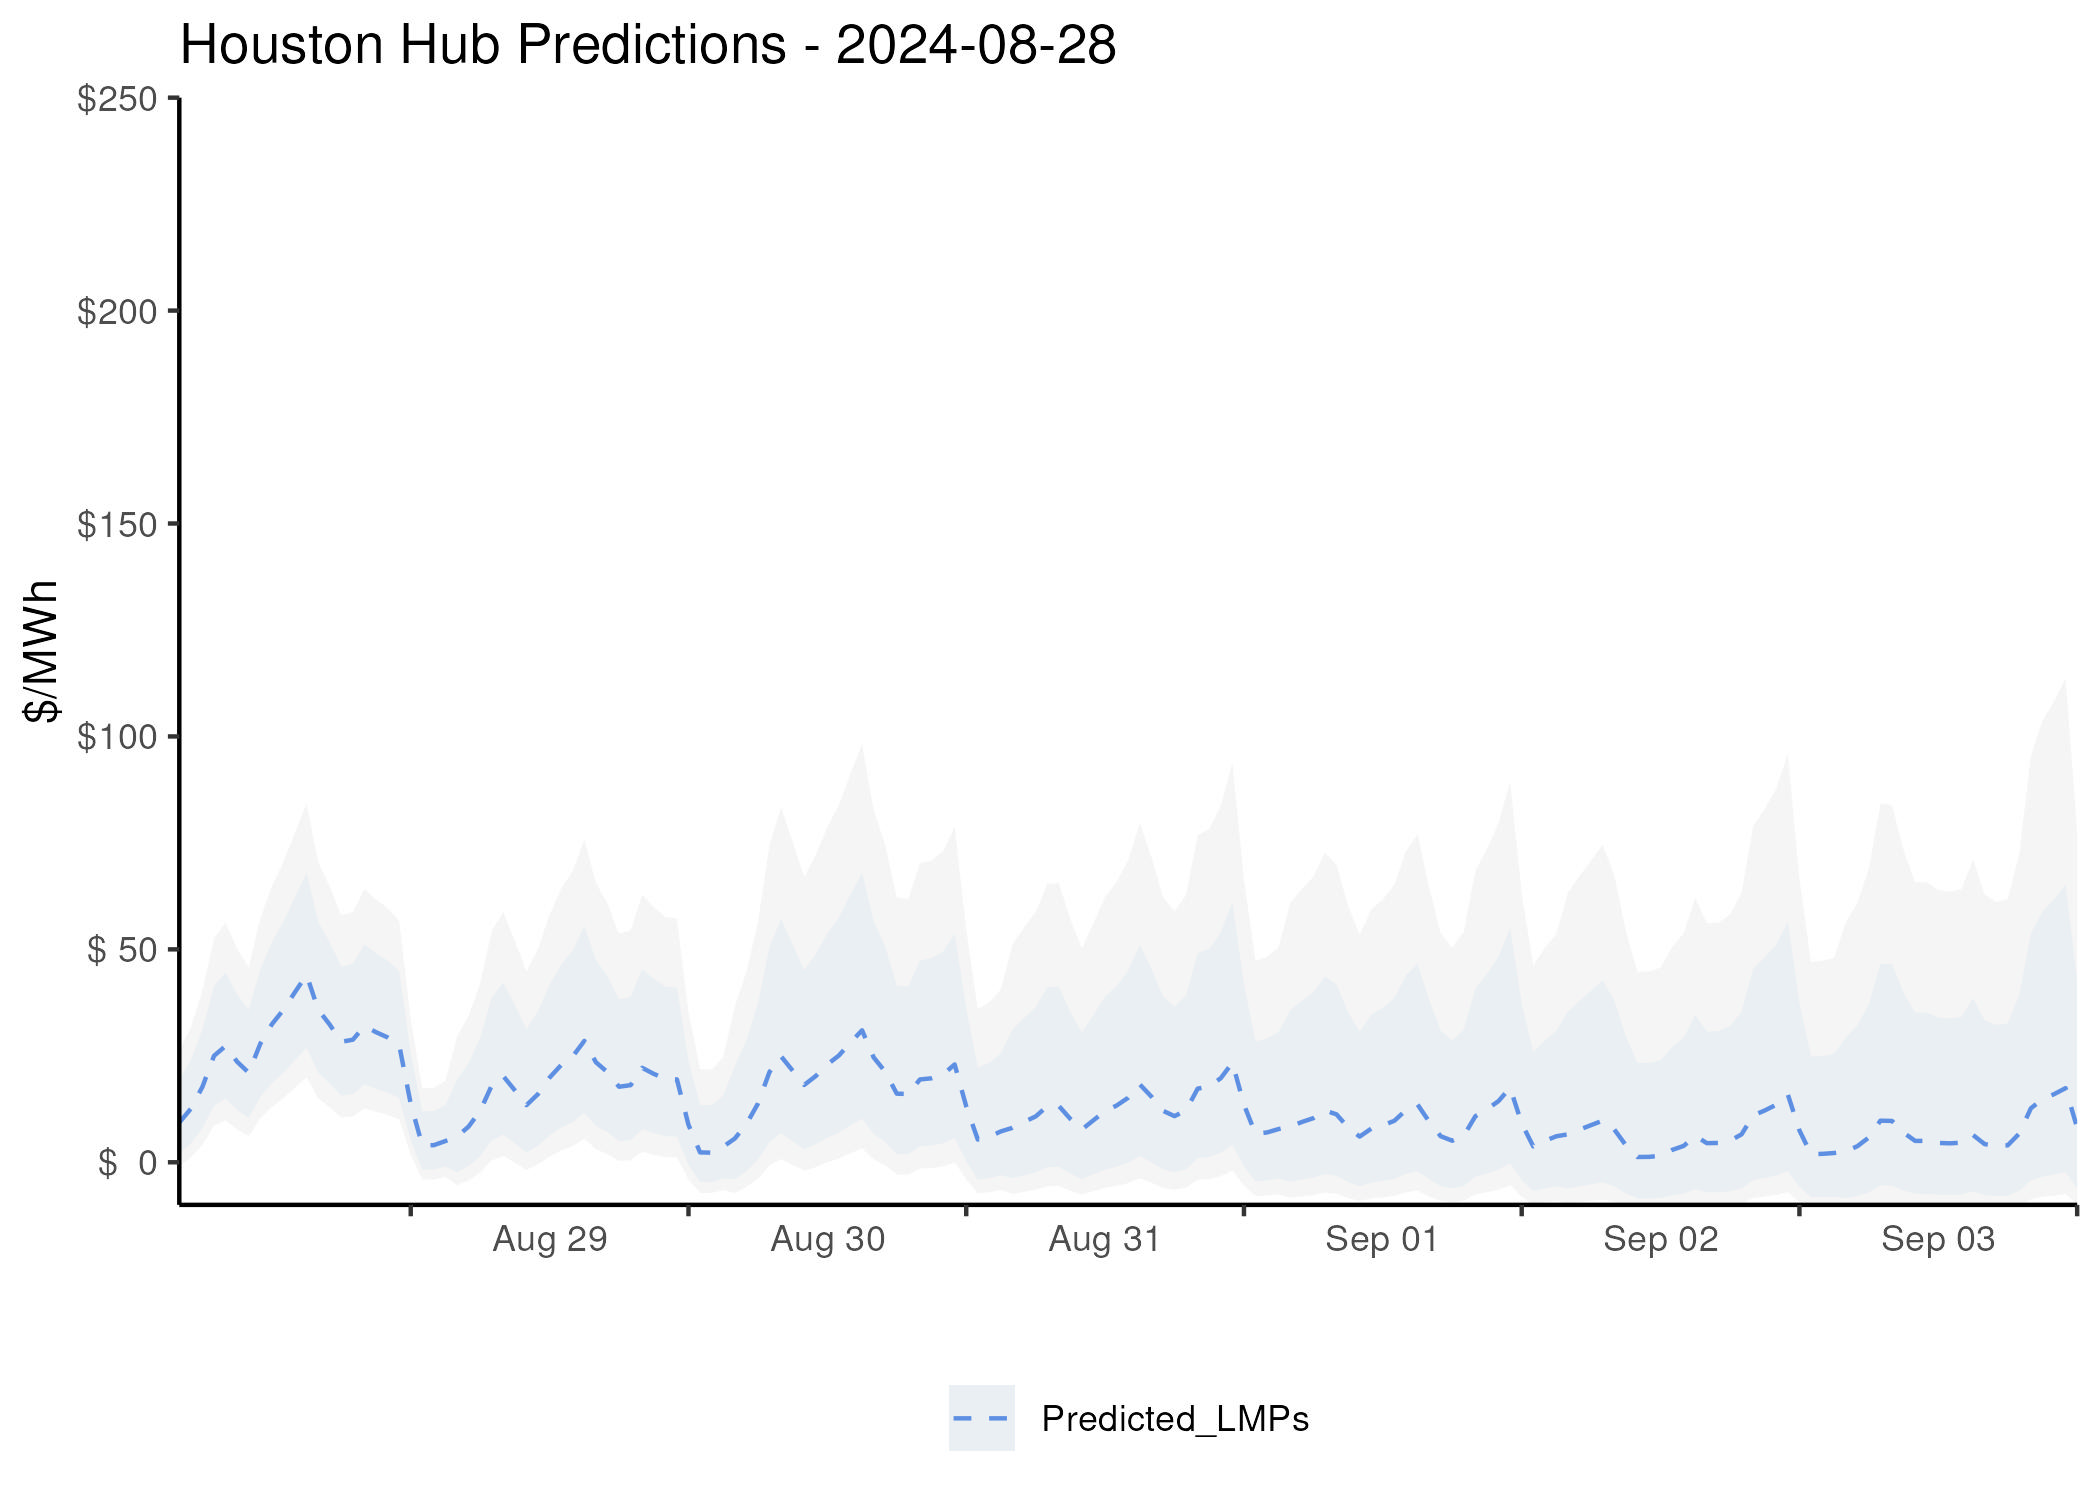 Houston Hub Predictions - 2024-08-28
$250
$200
$150
$100
$ 50
$ 0
$/MWh
Aug 29 Aug 30 Aug 31 Sep 01 Sep 02 Sep 03
Predicted_LMPs